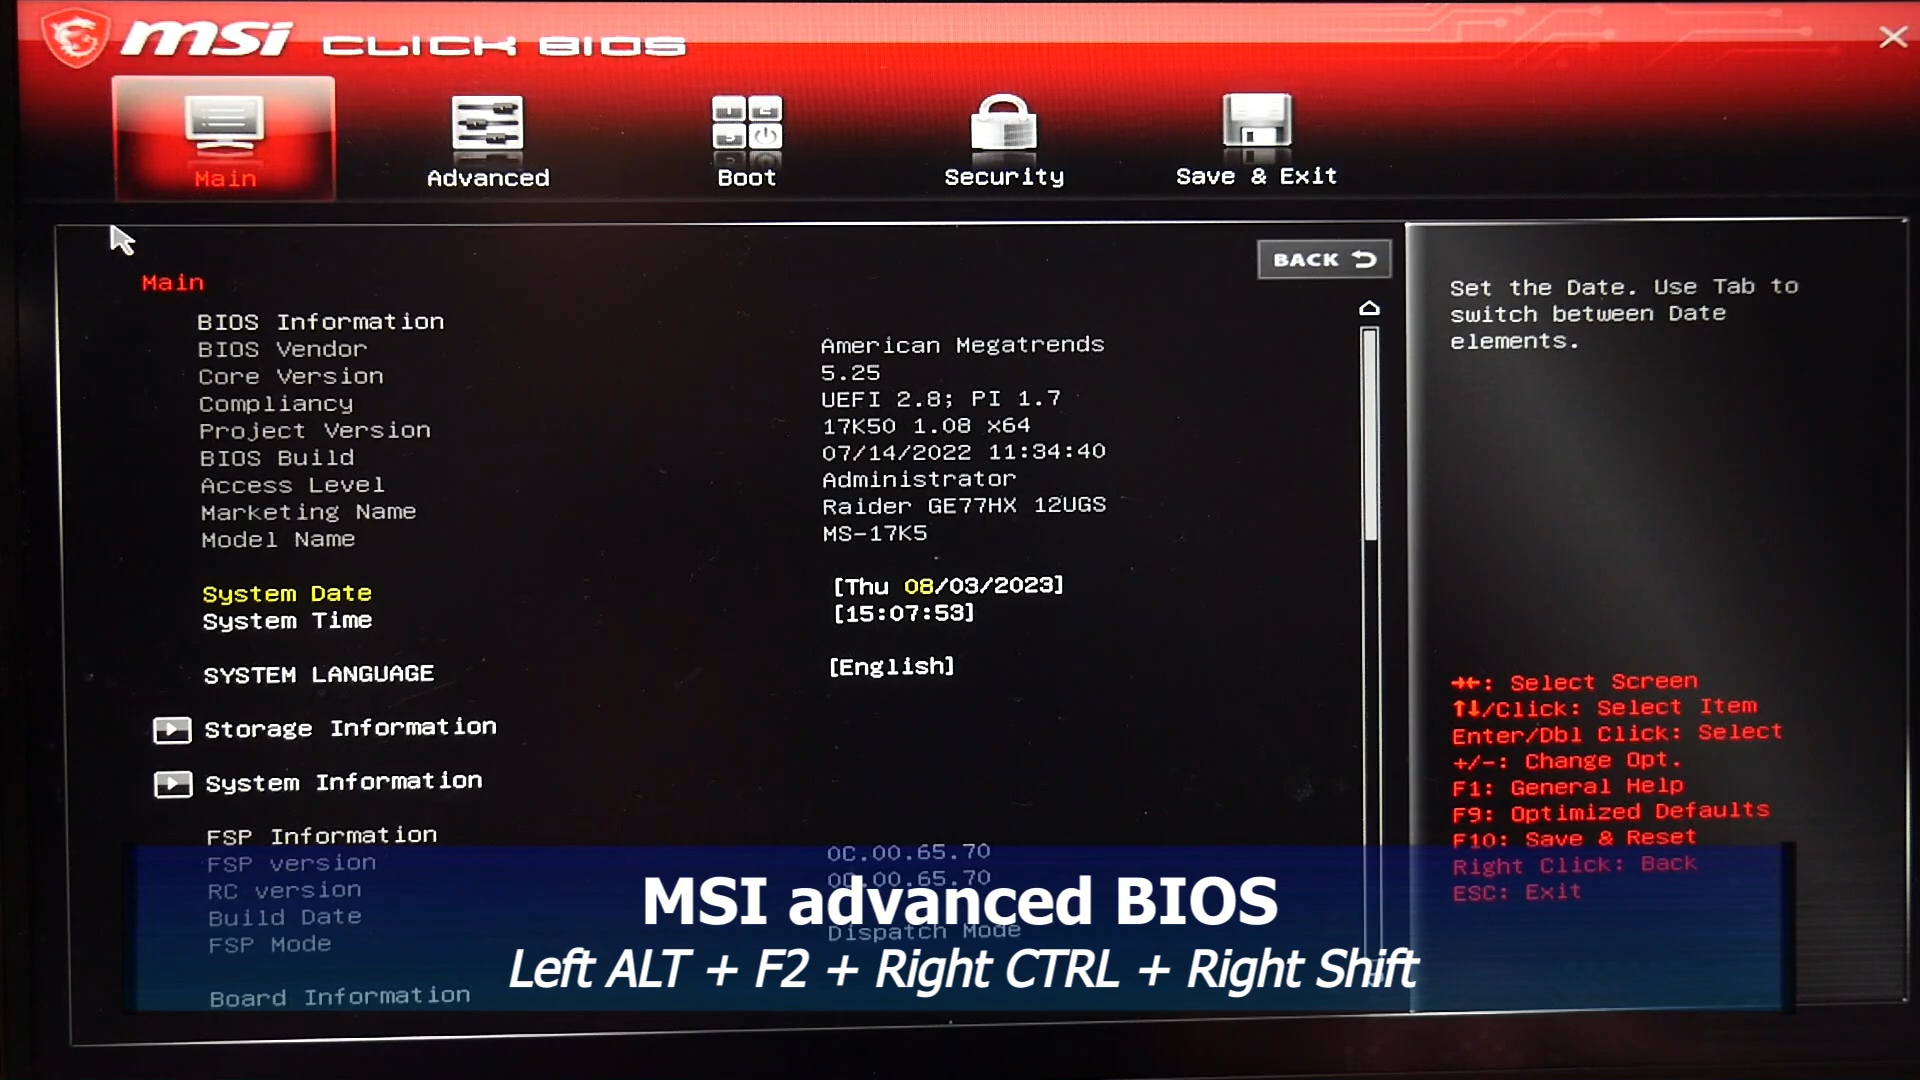 msi CLICK BIOS
Main
Advanced
Boot
Security
Save & Exit
BACK
Main
BIOS Information
BIOS Vendor American Megatrends
Core Version 5.25
Compliancy UEFI 2.8; PI 1.7
Project Version 17K50 1.08 x64
BIOS Build 07/14/2022 11:34:40
Access Level Administrator
Marketing Name Raider GE77HX 12UGS
Model Name MS-17K5
System Date [Thu 08/03/2023]
System Time [15:07:53]
SYSTEM LANGUAGE [English]
Storage Information
System Information
FSP Information
FSP version 0C.00.65.70
RC version 0C.00.65.70
Build Date
FSP Mode Dispatch Mode
Board Information
Set the Date. Use Tab to
switch between Date
elements.
→←: Select Screen
↑↓/Click: Select Item
Enter/Dbl Click: Select
+/-: Change Opt.
F1: General Help
F9: Optimized Defaults
F10: Save & Reset
Right Click: Back
ESC: Exit
MSI advanced BIOS
Left ALT + F2 + Right CTRL + Right Shift